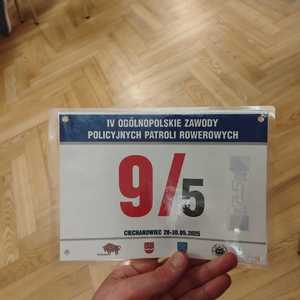 IV OGÓLNOPOLSKIE ZAWODY
POLICYJNYCH PATROLI ROWEROWYCH
9/5
CIECHANOWIEC 28-30.05.2025